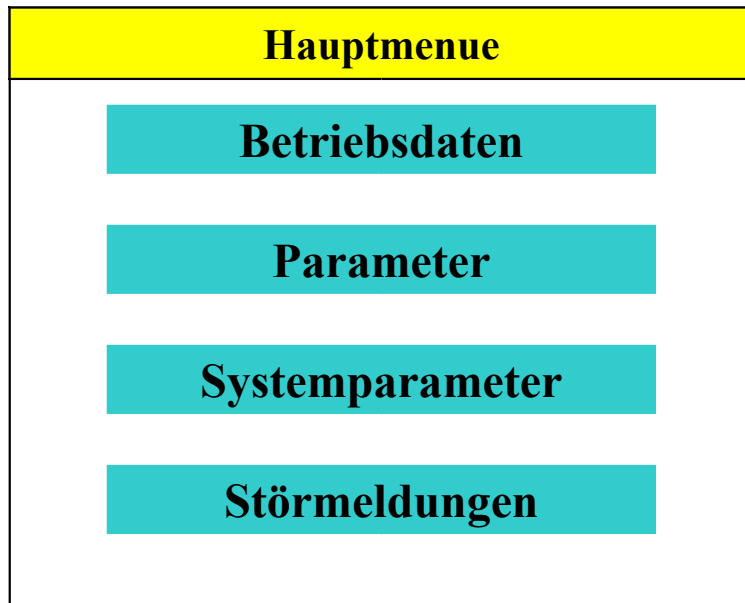 Hauptmenue
Betriebsdaten
Parameter
Systemparameter
Störmeldungen